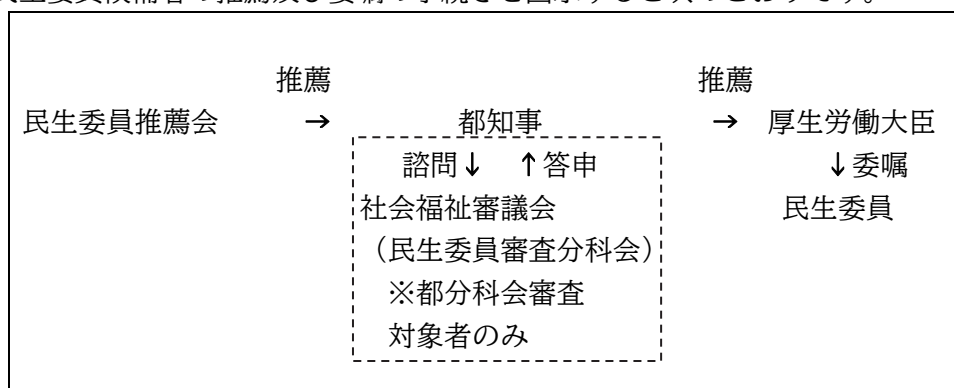 民生委員候補者の推薦及び委嘱の手続きを図示すると次のとおりです。
推薦 推薦
民生委員推薦会 → 都知事 → 厚生労働大臣
諮問↓ ↑答申 ↓委嘱
社会福祉審議会 民生委員
（民生委員審査分科会）
※都分科会審査
対象者のみ